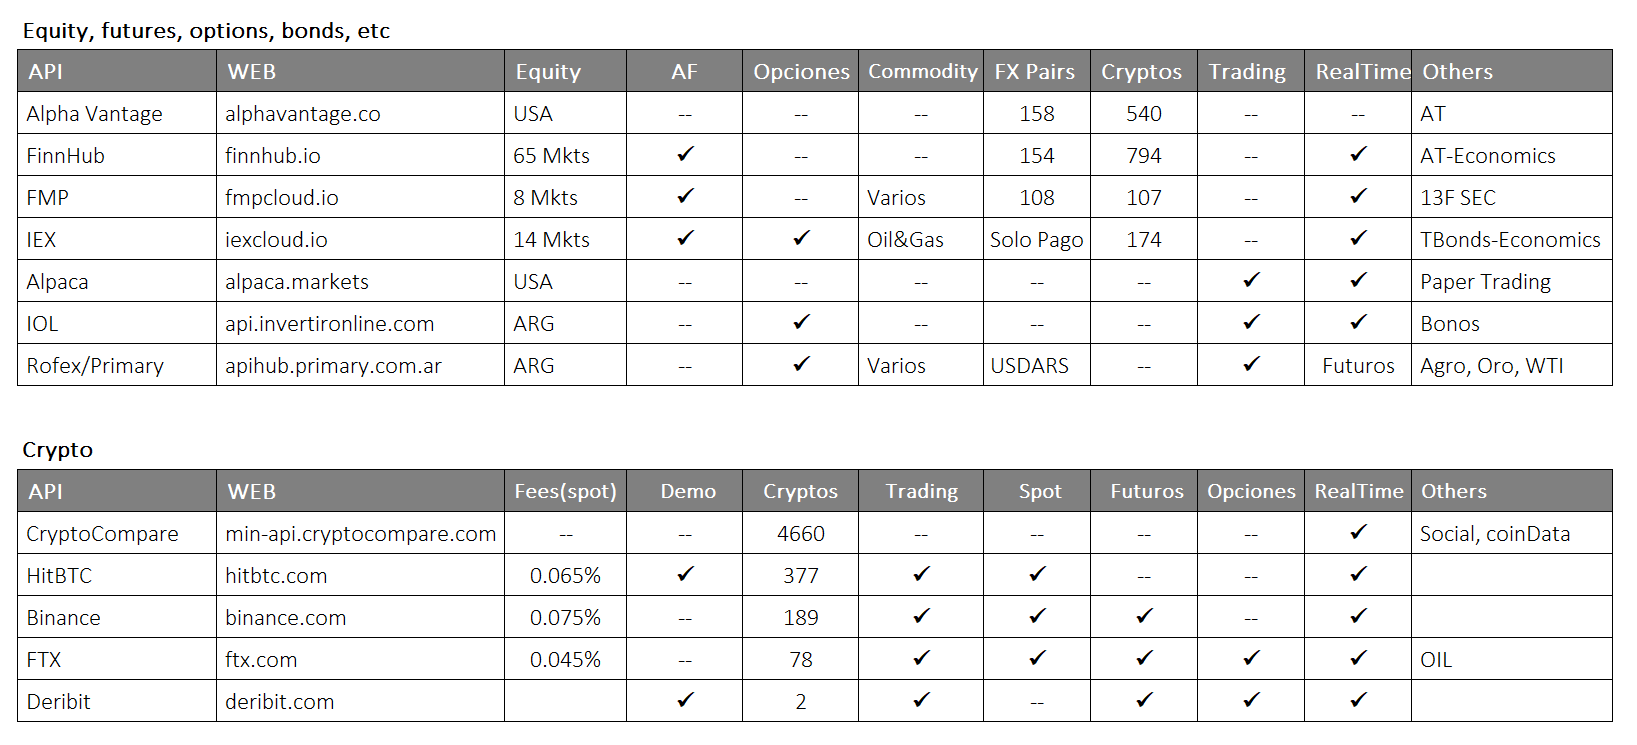 Equity, futures, options, bonds, etc
API WEB Equity AF Opciones Commodity FX Pairs Cryptos Trading RealTime Others
Alpha Vantage alphavantage.co USA -- -- -- 158 540 -- -- AT
FinnHub finnhub.io 65 Mkts ✓ -- -- 154 794 -- ✓ AT-Economics
FMP fmpcloud.io 8 Mkts ✓ -- Varios 108 107 -- ✓ 13F SEC
IEX iexcloud.io 14 Mkts ✓ ✓ Oil&Gas Solo Pago 174 -- ✓ TBonds-Economics
Alpaca alpaca.markets USA -- -- -- -- -- ✓ ✓ Paper Trading
IOL api.invertironline.com ARG -- ✓ -- -- -- ✓ ✓ Bonos
Rofex/Primary apihub.primary.com.ar ARG -- ✓ Varios USDARS -- ✓ Futuros Agro, Oro, WTI
Crypto
API WEB Fees(spot) Demo Cryptos Trading Spot Futuros Opciones RealTime Others
CryptoCompare min-api.cryptocompare.com -- -- 4660 -- -- -- -- ✓ Social, coinData
HitBTC hitbtc.com 0.065% ✓ 377 ✓ ✓ -- -- ✓
Binance binance.com 0.075% -- 189 ✓ ✓ ✓ -- ✓
FTX ftx.com 0.045% -- 78 ✓ ✓ ✓ ✓ ✓ OIL
Deribit deribit.com ✓ 2 ✓ -- ✓ ✓ ✓